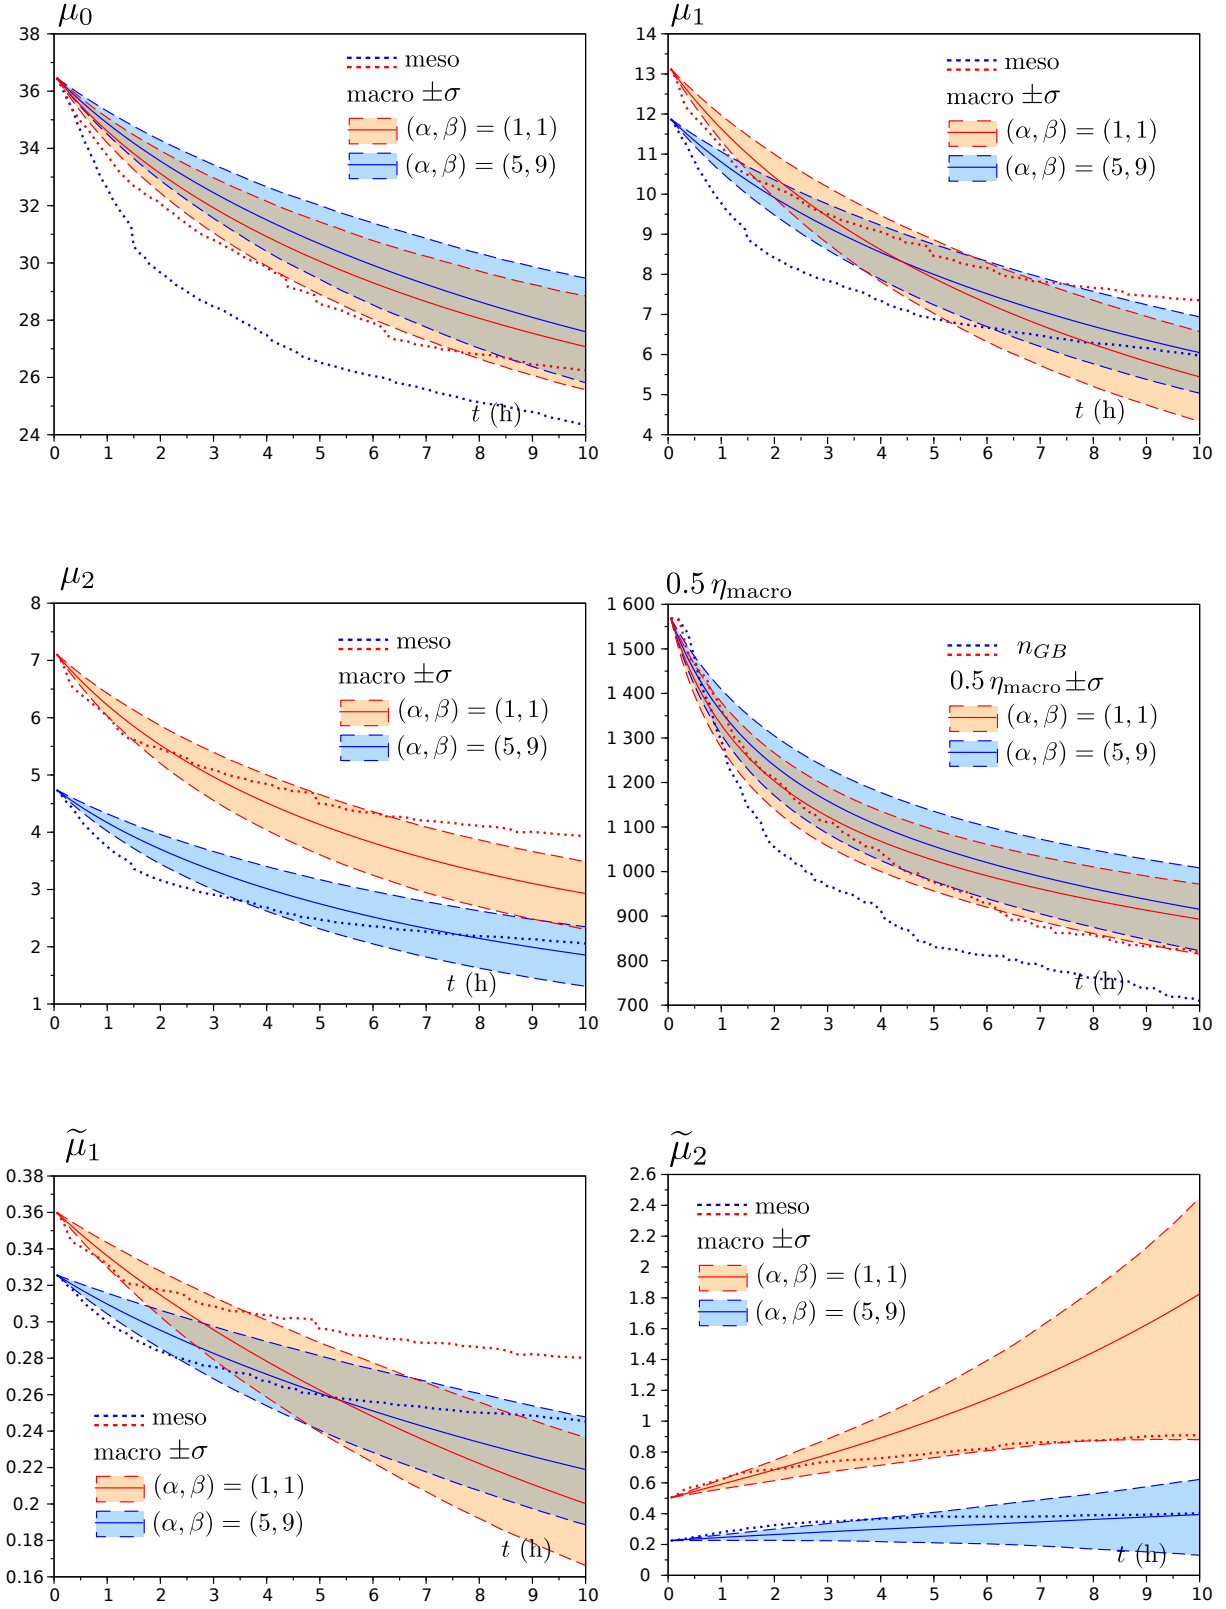 μ₀
38
36
34
32
30
28
26
24
0 1 2 3 4 5 6 7 8 9 10
meso
macro ±σ
(α, β) = (1, 1)
(α, β) = (5, 9)
t (h)
μ₁
14
13
12
11
10
9
8
7
6
5
4
0 1 2 3 4 5 6 7 8 9 10
meso
macro ±σ
(α, β) = (1, 1)
(α, β) = (5, 9)
t (h)
μ₂
8
7
6
5
4
3
2
1
0 1 2 3 4 5 6 7 8 9 10
meso
macro ±σ
(α, β) = (1, 1)
(α, β) = (5, 9)
t (h)
0.5 η_macro
1 600
1 500
1 400
1 300
1 200
1 100
1 000
900
800
700
0 1 2 3 4 5 6 7 8 9 10
n_GB
0.5 η_macro ±σ
(α, β) = (1, 1)
(α, β) = (5, 9)
t (h)
μ̃₁
0.38
0.36
0.34
0.32
0.3
0.28
0.26
0.24
0.22
0.2
0.18
0.16
0 1 2 3 4 5 6 7 8 9 10
meso
macro ±σ
(α, β) = (1, 1)
(α, β) = (5, 9)
t (h)
μ̃₂
2.6
2.4
2.2
2
1.8
1.6
1.4
1.2
1
0.8
0.6
0.4
0.2
0
0 1 2 3 4 5 6 7 8 9 10
meso
macro ±σ
(α, β) = (1, 1)
(α, β) = (5, 9)
t (h)